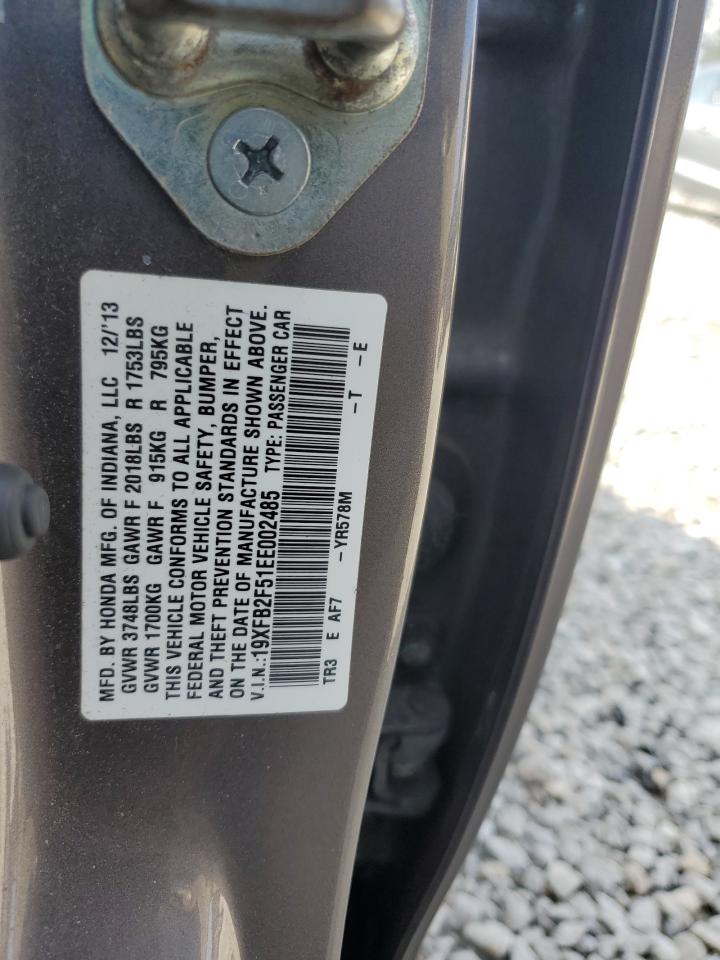 MFD. BY HONDA MFG. OF INDIANA, LLC 12/'13
GVWR 3748LBS GAWR F 2018LBS R 1753LBS
GVWR 1700KG GAWR F 915KG R 795KG
THIS VEHICLE CONFORMS TO ALL APPLICABLE
FEDERAL MOTOR VEHICLE SAFETY, BUMPER,
AND THEFT PREVENTION STANDARDS IN EFFECT
ON THE DATE OF MANUFACTURE SHOWN ABOVE.
V.I.N.:19XFB2F51EE002485 TYPE: PASSENGER CAR
TR3 E AF7 -YR578M -T -E